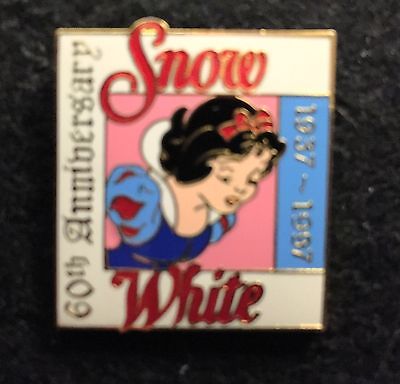 Snow
60th Anniversary
1937 ~ 1997
White